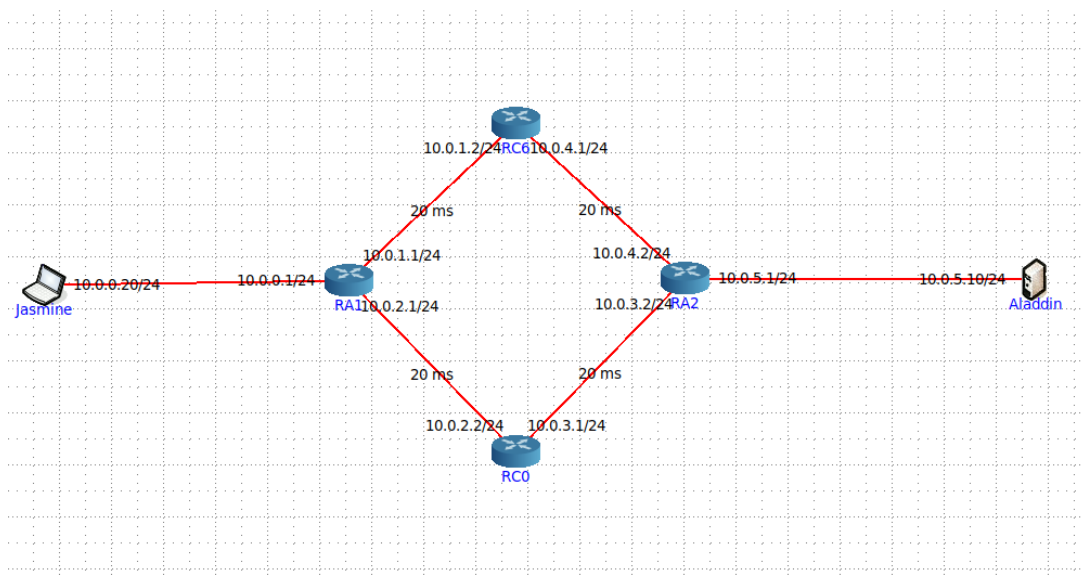 10.0.1.2/24
RC6
10.0.4.1/24
20 ms
20 ms
10.0.1.1/24
10.0.4.2/24
10.0.0.20/24
10.0.0.1/24
10.0.5.1/24
10.0.5.10/24
Jasmine
RA1
10.0.2.1/24
10.0.3.2/24
RA2
Aladdin
20 ms
20 ms
10.0.2.2/24
10.0.3.1/24
RC0